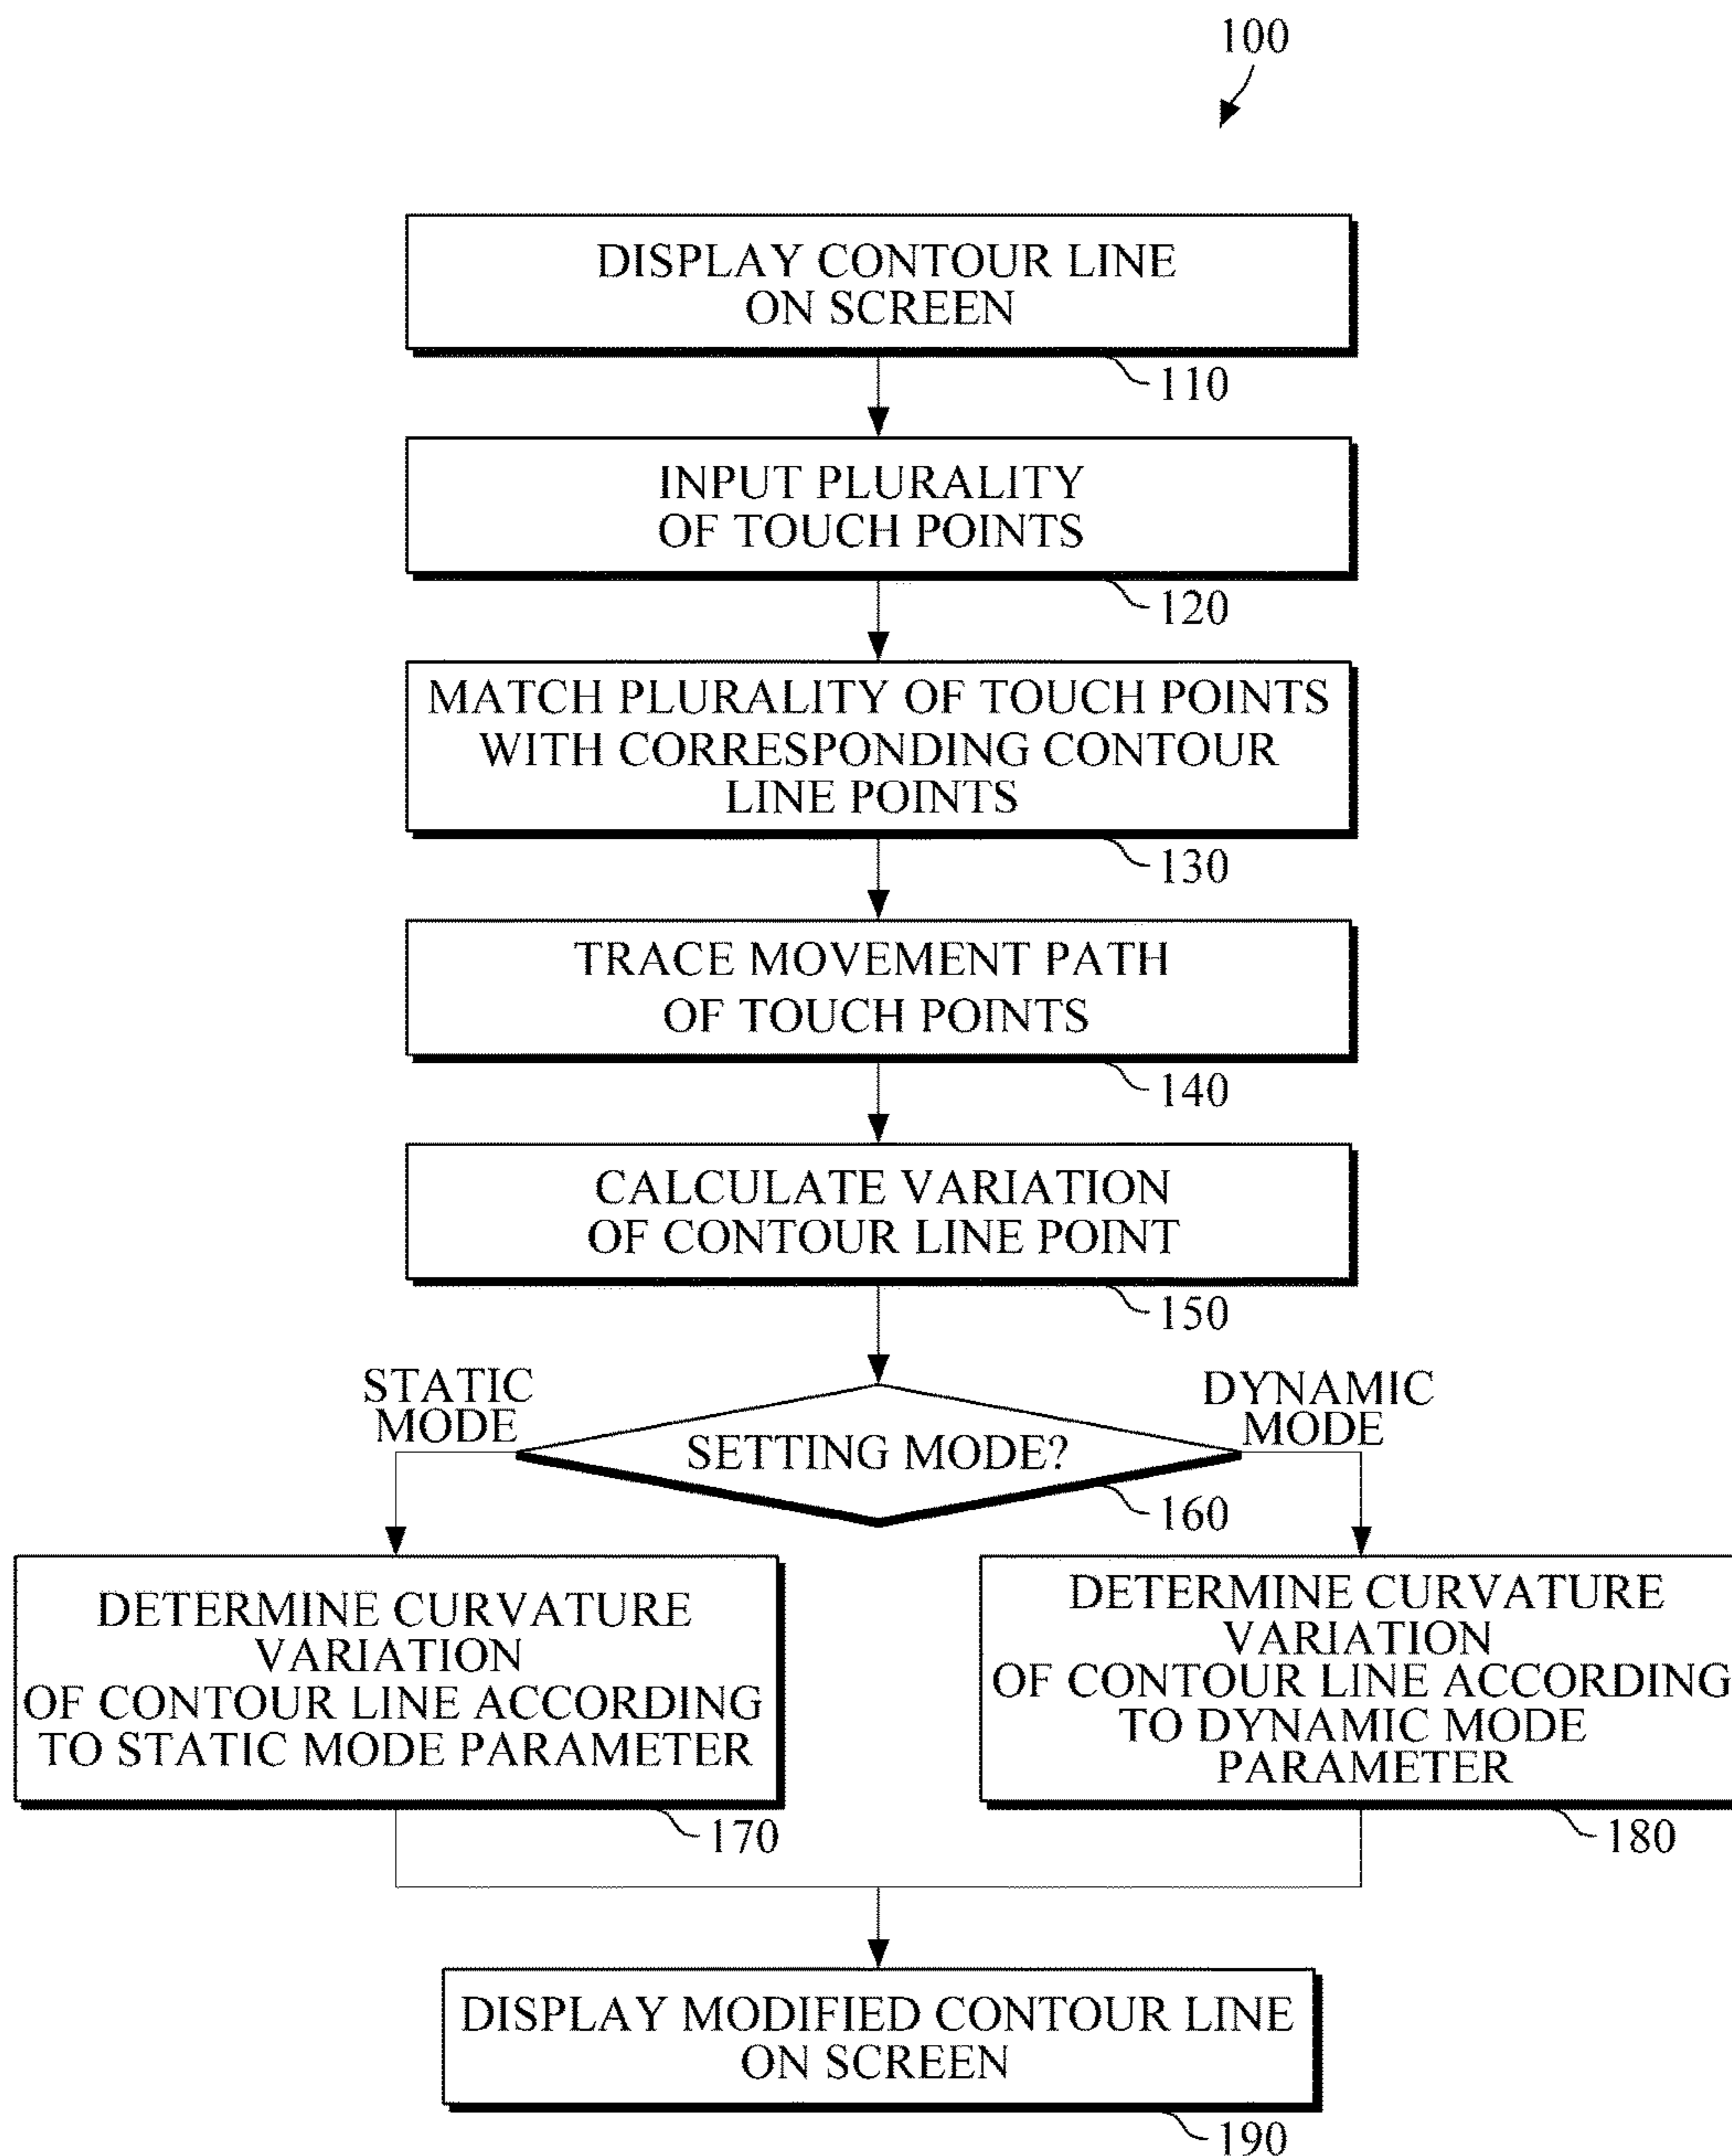 100
DISPLAY CONTOUR LINE
ON SCREEN
110
INPUT PLURALITY
OF TOUCH POINTS
120
MATCH PLURALITY OF TOUCH POINTS
WITH CORRESPONDING CONTOUR
LINE POINTS
130
TRACE MOVEMENT PATH
OF TOUCH POINTS
140
CALCULATE VARIATION
OF CONTOUR LINE POINT
150
STATIC
MODE
SETTING MODE?
DYNAMIC
MODE
160
DETERMINE CURVATURE
VARIATION
OF CONTOUR LINE ACCORDING
TO STATIC MODE PARAMETER
170
DETERMINE CURVATURE
VARIATION
OF CONTOUR LINE ACCORDING
TO DYNAMIC MODE
PARAMETER
180
DISPLAY MODIFIED CONTOUR LINE
ON SCREEN
190